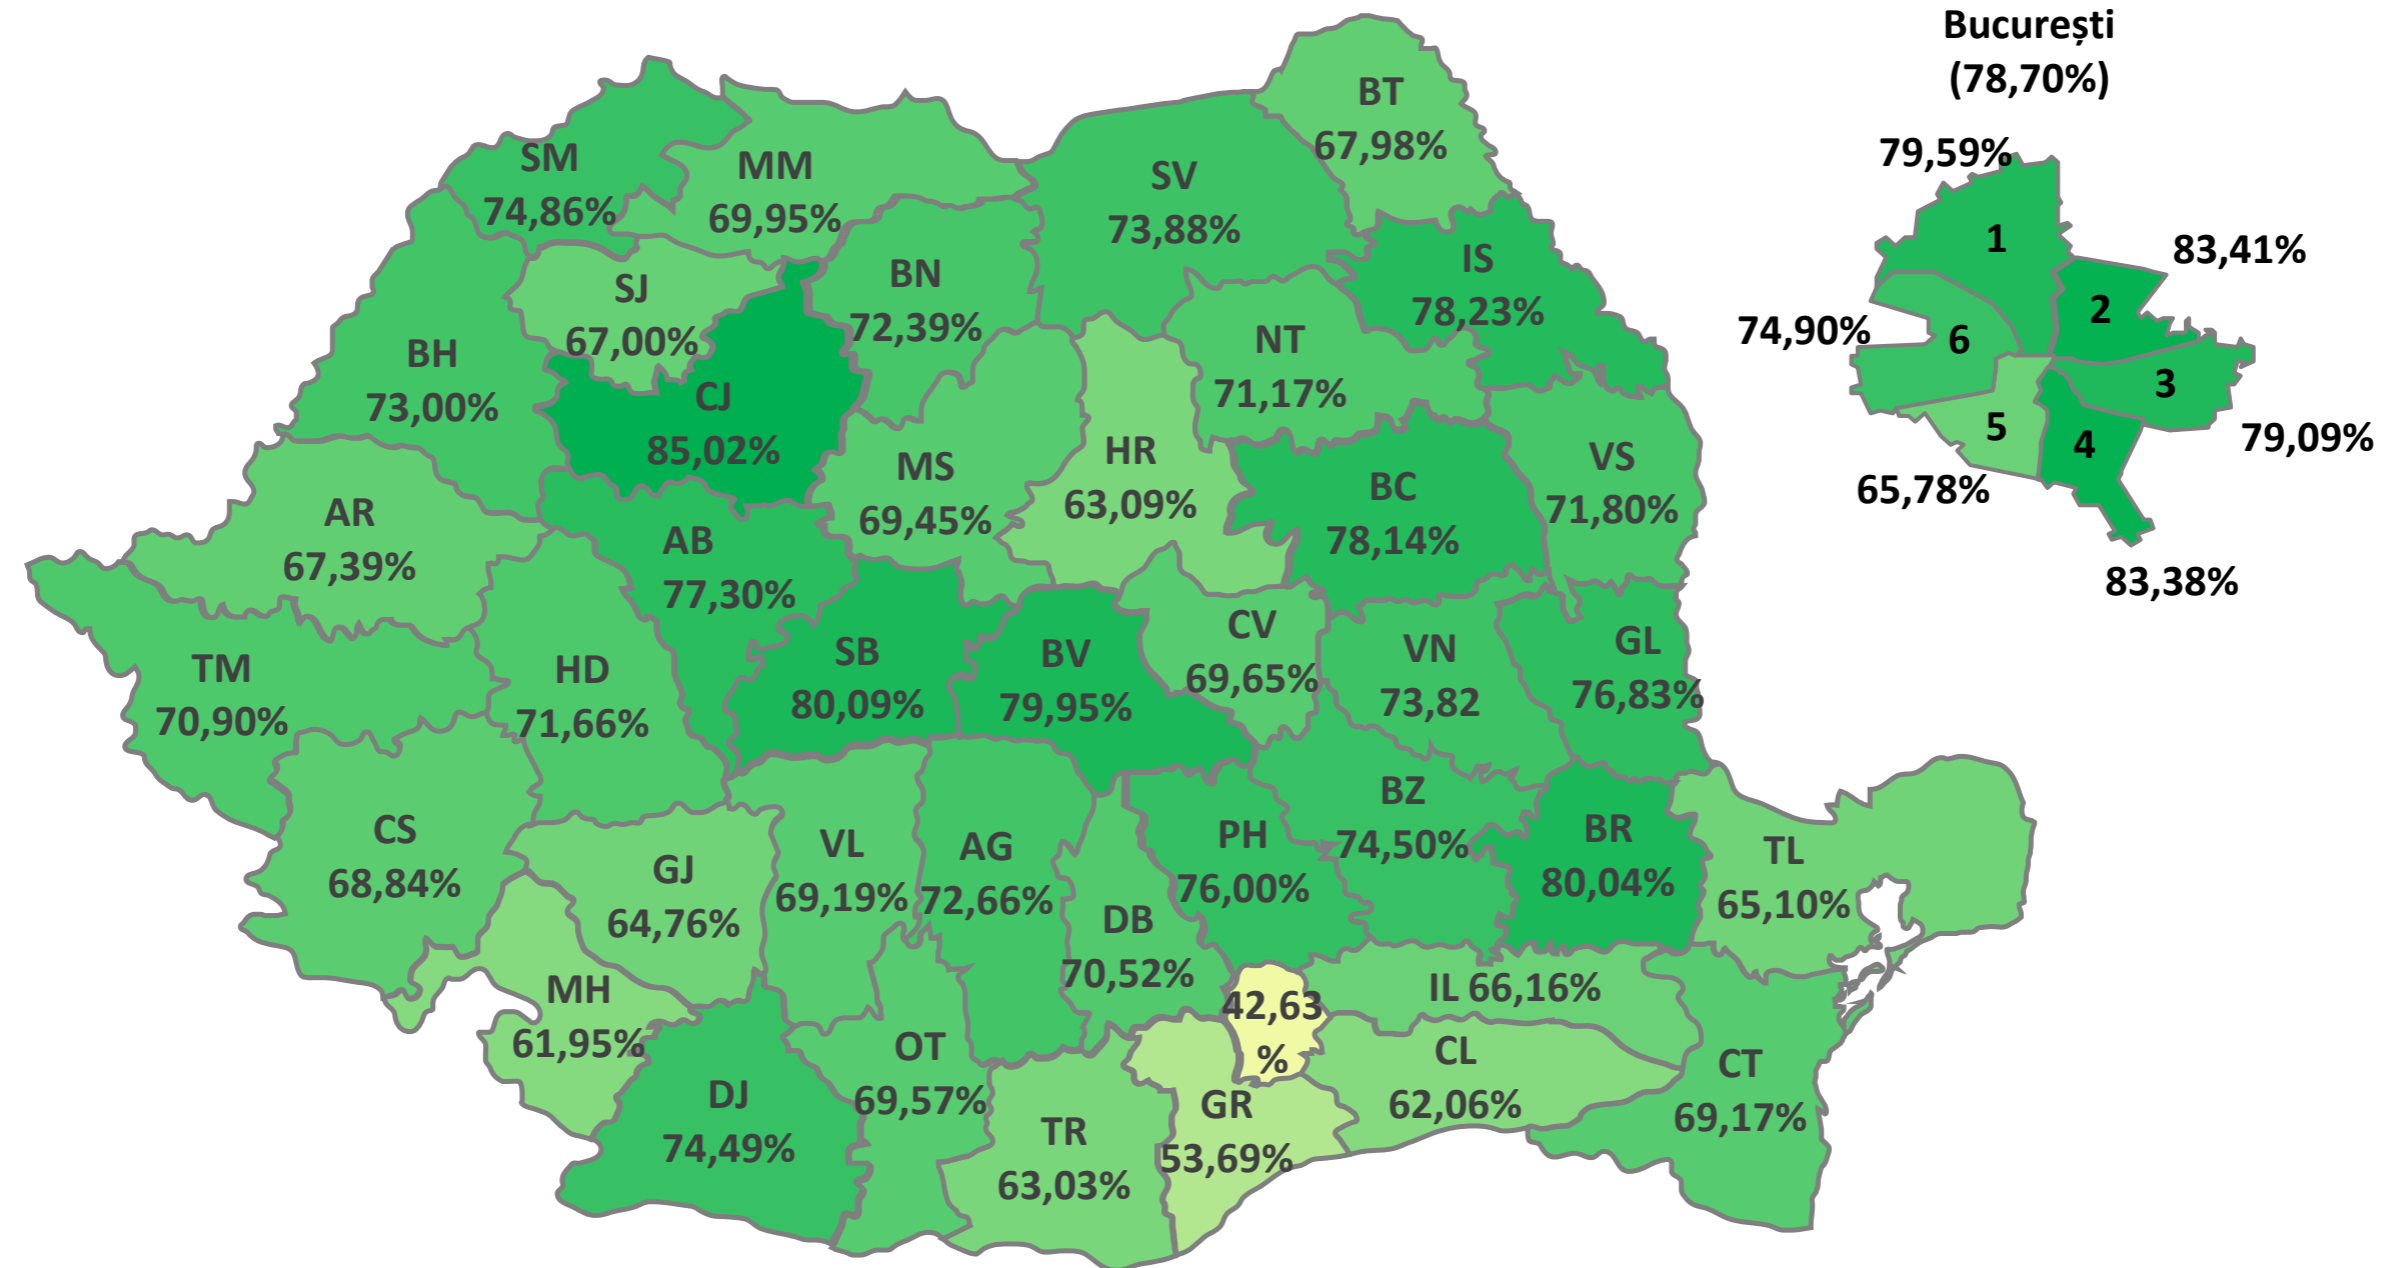 București
(78,70%)
79,59%
1
83,41%
2
74,90%
6
3
79,09%
5
65,78%
4
83,38%
BT
67,98%
SM
74,86%
MM
69,95%
SV
73,88%
IS
78,23%
SJ
67,00%
BN
72,39%
NT
71,17%
BH
73,00%
CJ
85,02%
HR
63,09%
MS
69,45%
VS
71,80%
BC
78,14%
AR
67,39%
AB
77,30%
CV
69,65%
VN
73,82
GL
76,83%
SB
80,09%
BV
79,95%
TM
70,90%
HD
71,66%
BZ
74,50%
CS
68,84%
GJ
64,76%
VL
69,19%
AG
72,66%
PH
76,00%
BR
80,04%
TL
65,10%
DB
70,52%
MH
61,95%
IL 66,16%
42,63
%
OT
69,57%
CL
62,06%
CT
69,17%
DJ
74,49%
GR
53,69%
TR
63,03%